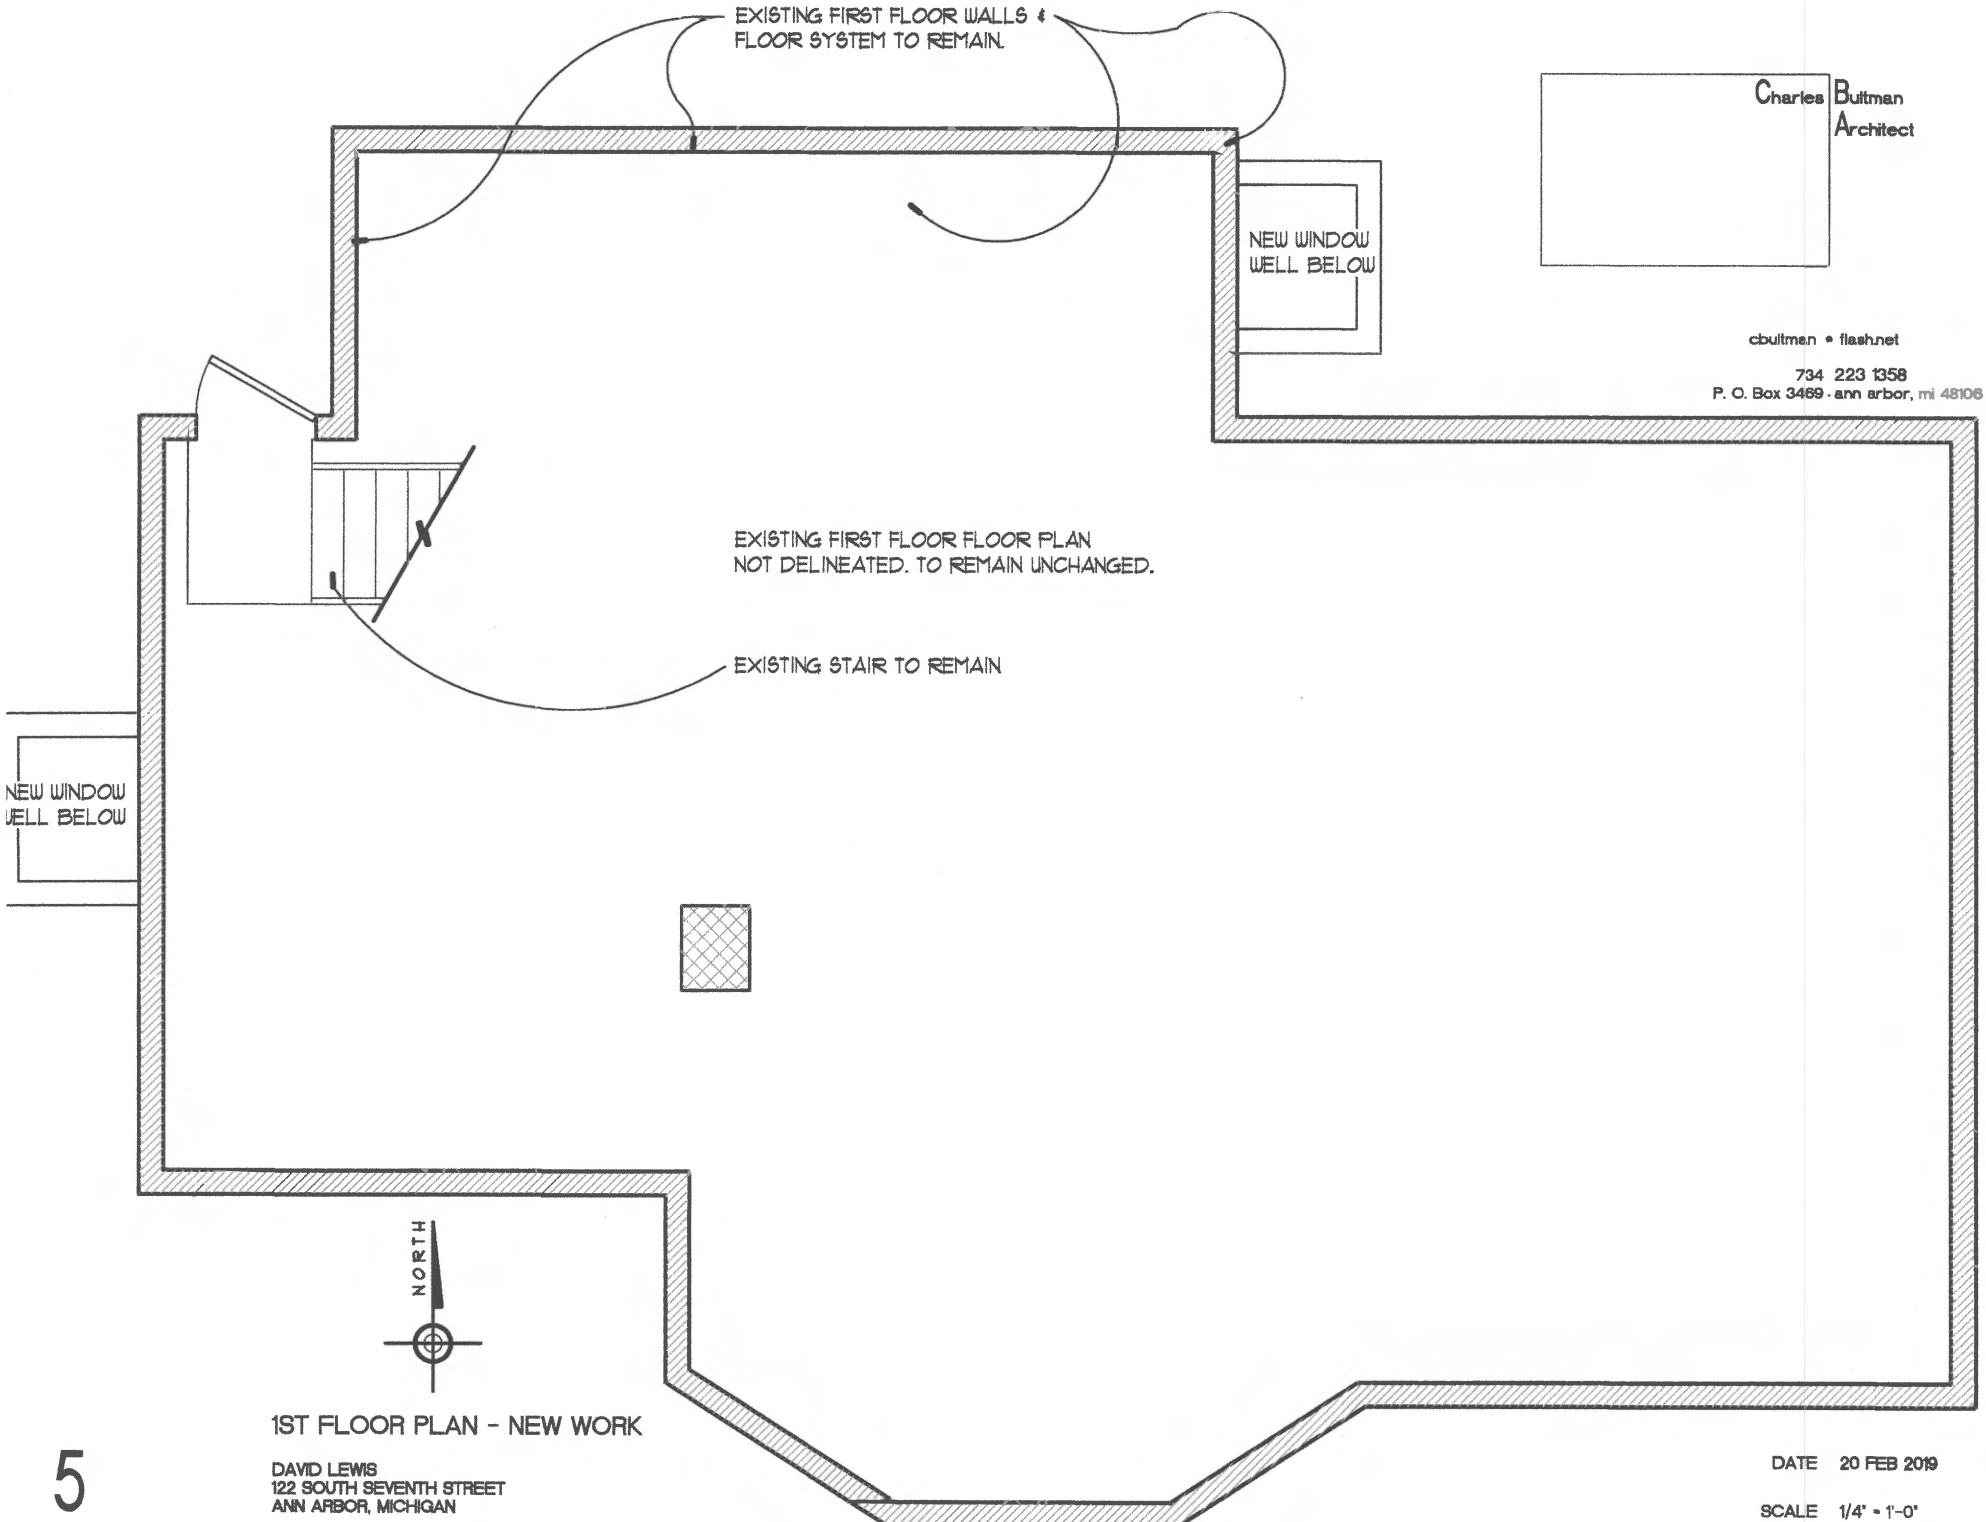 EXISTING FIRST FLOOR WALLS &
FLOOR SYSTEM TO REMAIN.
Charles Bultman
Architect
NEW WINDOW
WELL BELOW
cbultman • flash.net
734 223 1358
P. O. Box 3469 · ann arbor, mi 48106
EXISTING FIRST FLOOR FLOOR PLAN
NOT DELINEATED. TO REMAIN UNCHANGED.
EXISTING STAIR TO REMAIN
NEW WINDOW
WELL BELOW
NORTH
1ST FLOOR PLAN - NEW WORK
5
DAVID LEWIS
122 SOUTH SEVENTH STREET
ANN ARBOR, MICHIGAN
DATE 20 FEB 2019
SCALE 1/4" = 1'-0"